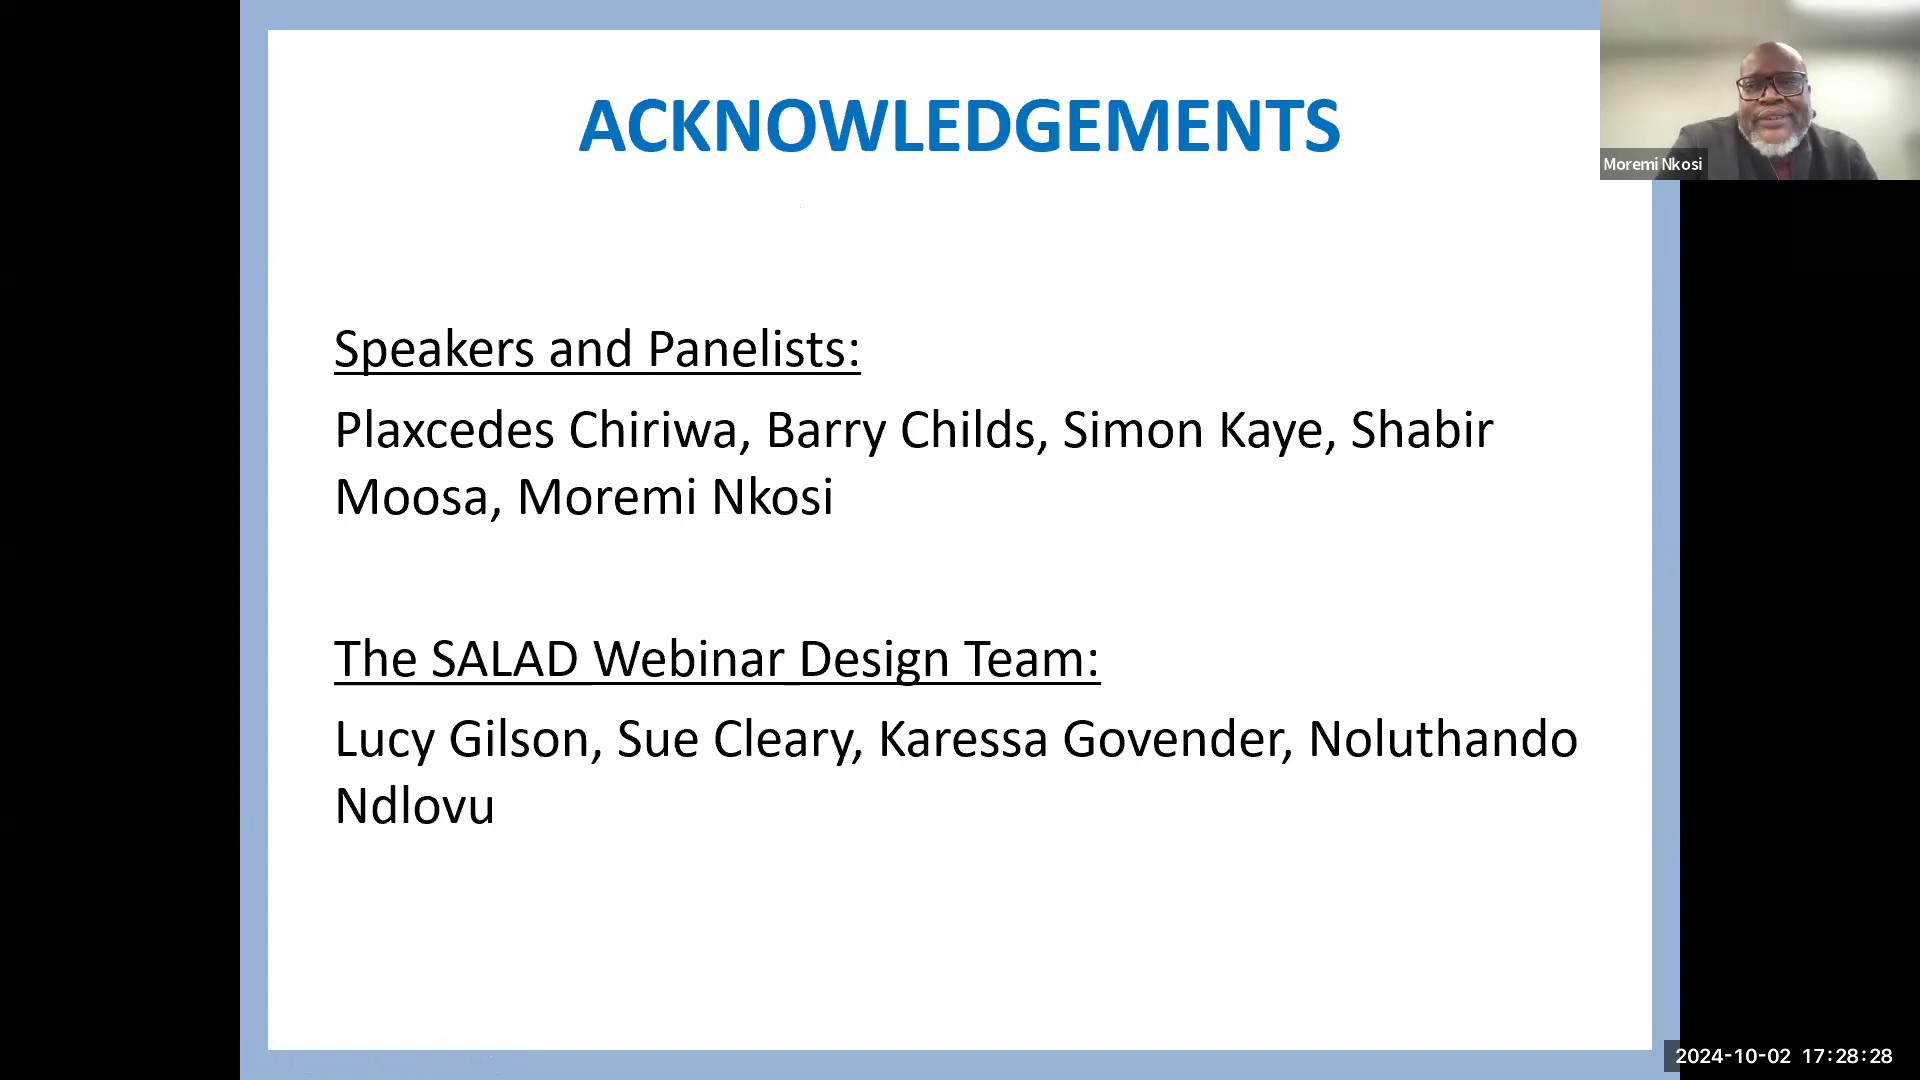 ACKNOWLEDGEMENTS
Moremi Nkosi
Speakers and Panelists:
Plaxcedes Chiriwa, Barry Childs, Simon Kaye, Shabir
Moosa, Moremi Nkosi
The SALAD Webinar Design Team:
Lucy Gilson, Sue Cleary, Karessa Govender, Noluthando
Ndlovu
2024-10-02 17:28:28